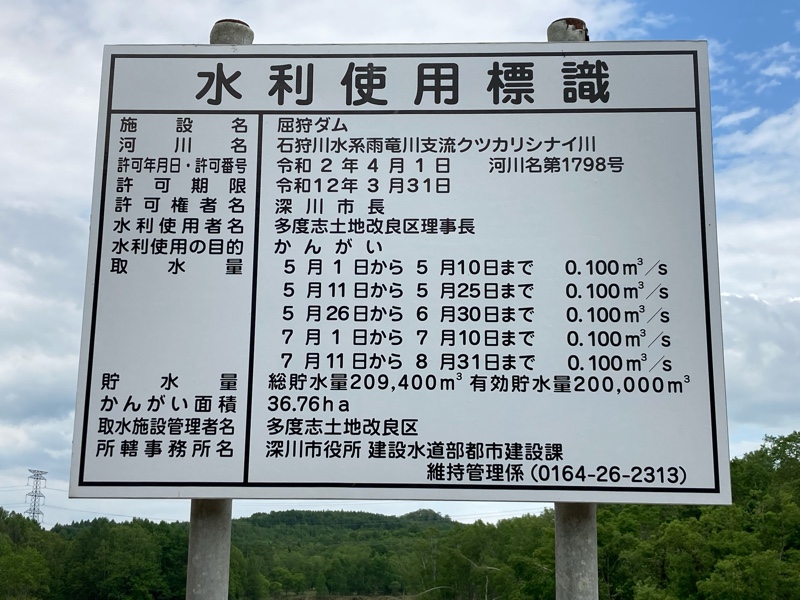 水利使用標識
施設名 屈狩ダム
河川名 石狩川水系雨竜川支流クツカリシナイ川
許可年月日・許可番号 令和2年4月1日 河川名第1798号
許可期限 令和12年3月31日
許可権者名 深川市長
水利使用者名 多度志土地改良区理事長
水利使用の目的 かんがい
取水量 5月1日から5月10日まで 0.100m³/s
5月11日から5月25日まで 0.100m³/s
5月26日から6月30日まで 0.100m³/s
7月1日から7月10日まで 0.100m³/s
7月11日から8月31日まで 0.100m³/s
貯水量 総貯水量209,400m³ 有効貯水量200,000m³
かんがい面積 36.76ha
取水施設管理者名 多度志土地改良区
所轄事務所名 深川市役所 建設水道部都市建設課
維持管理係(0164-26-2313)